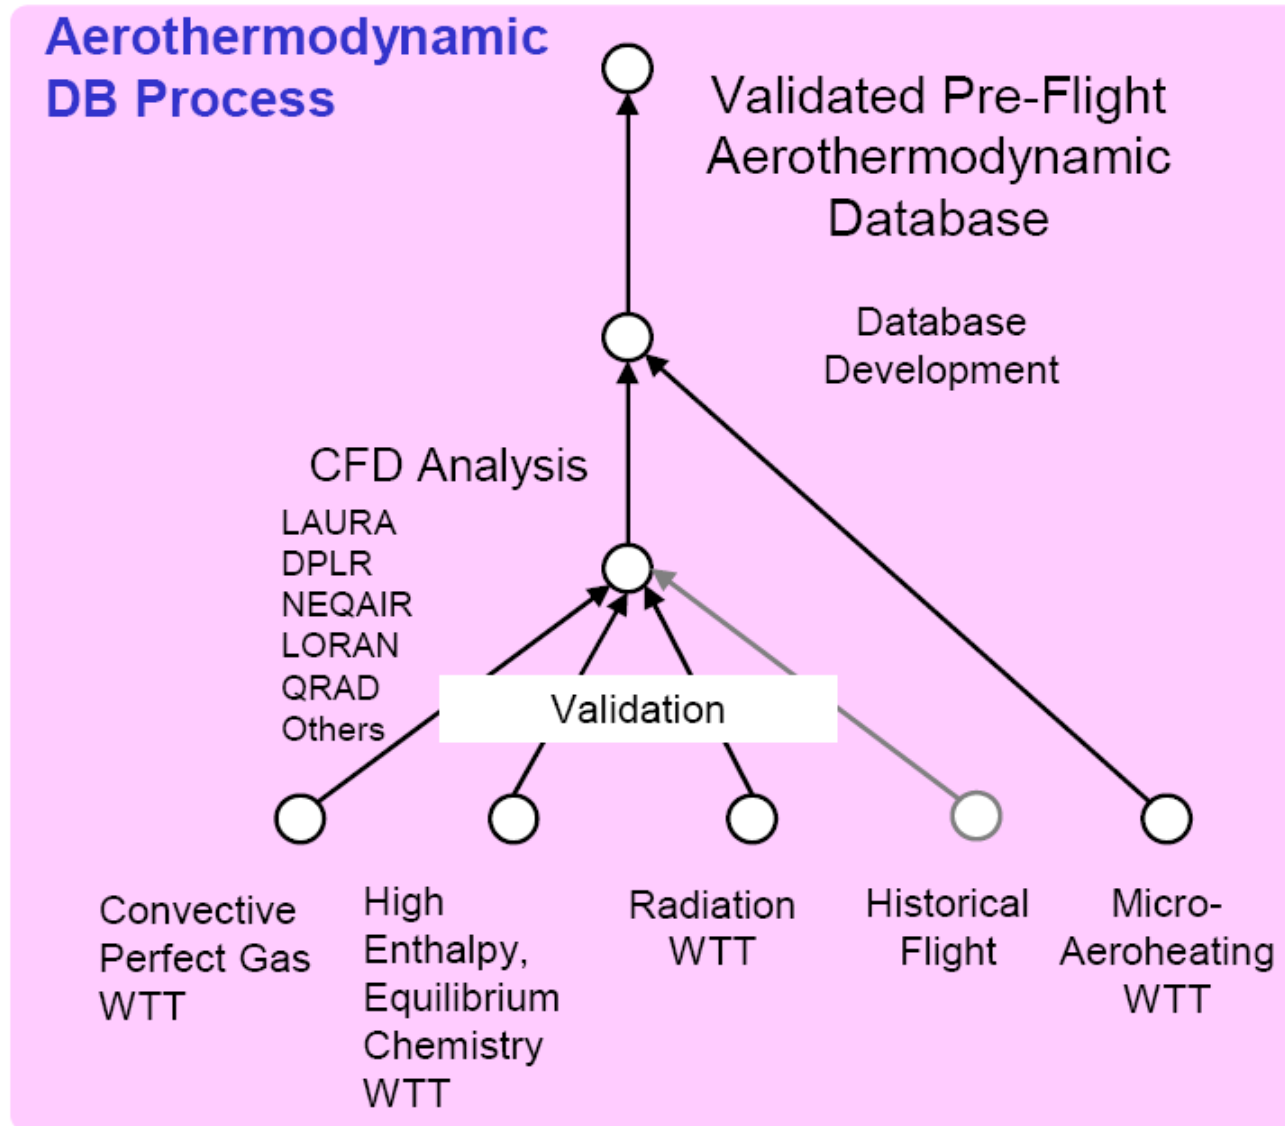 Aerothermodynamic
DB Process
Validated Pre-Flight
Aerothermodynamic
Database
Database
Development
CFD Analysis
LAURA
DPLR
NEQAIR
LORAN
QRAD
Others
Validation
Convective
Perfect Gas
WTT
High
Enthalpy,
Equilibrium
Chemistry
WTT
Radiation
WTT
Historical
Flight
Micro-
Aeroheating
WTT